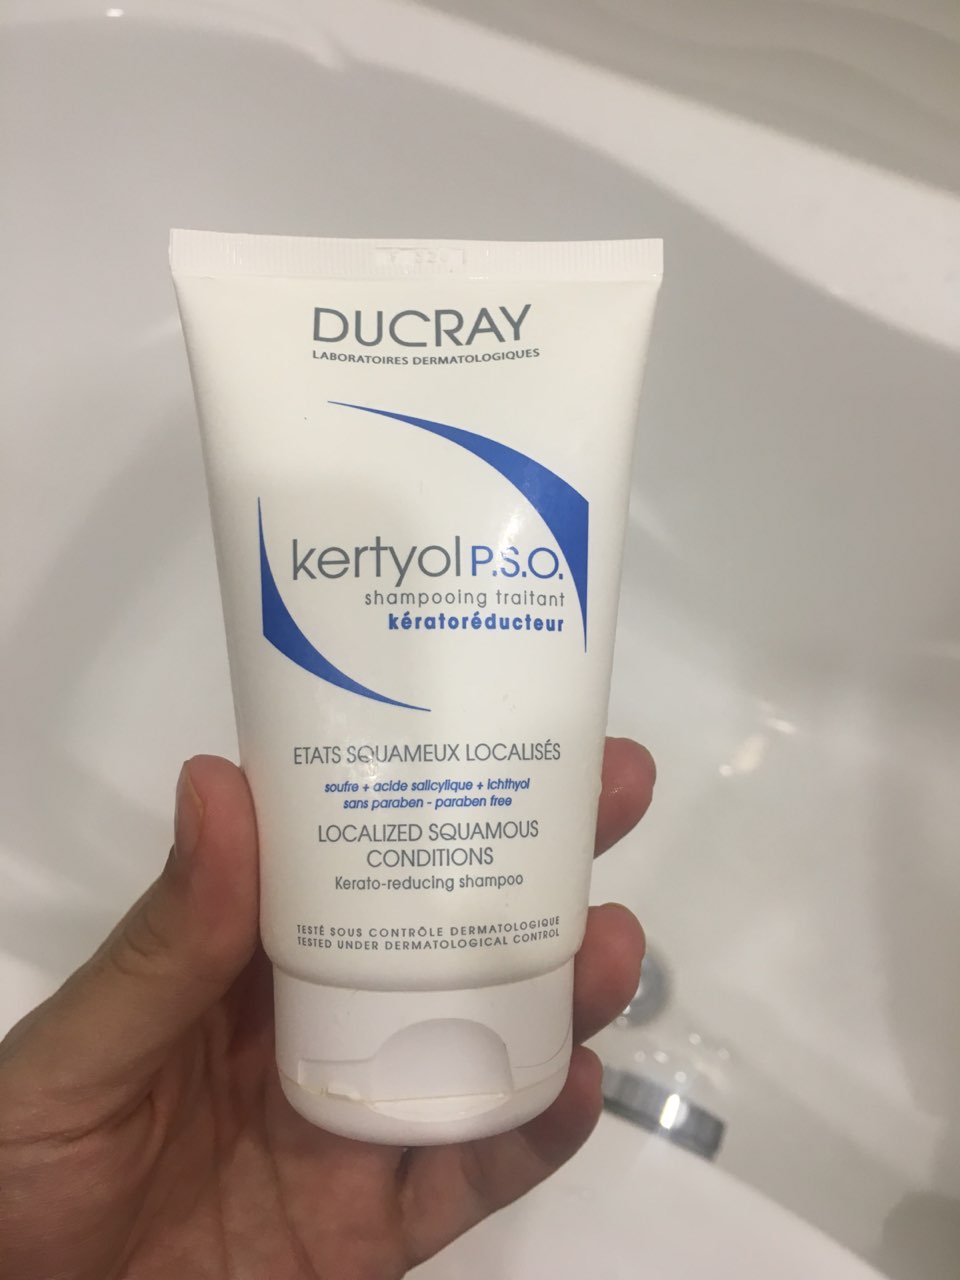 DUCRAY
LABORATOIRES DERMATOLOGIQUES
kertyol P.S.O.
shampooing traitant
kératoréducteur
ETATS SQUAMEUX LOCALISÉS
soufre + acide salicylique + ichthyol
sans paraben - paraben free
LOCALIZED SQUAMOUS
CONDITIONS
Kerato-reducing shampoo
TESTÉ SOUS CONTRÔLE DERMATOLOGIQUE
TESTED UNDER DERMATOLOGICAL CONTROL